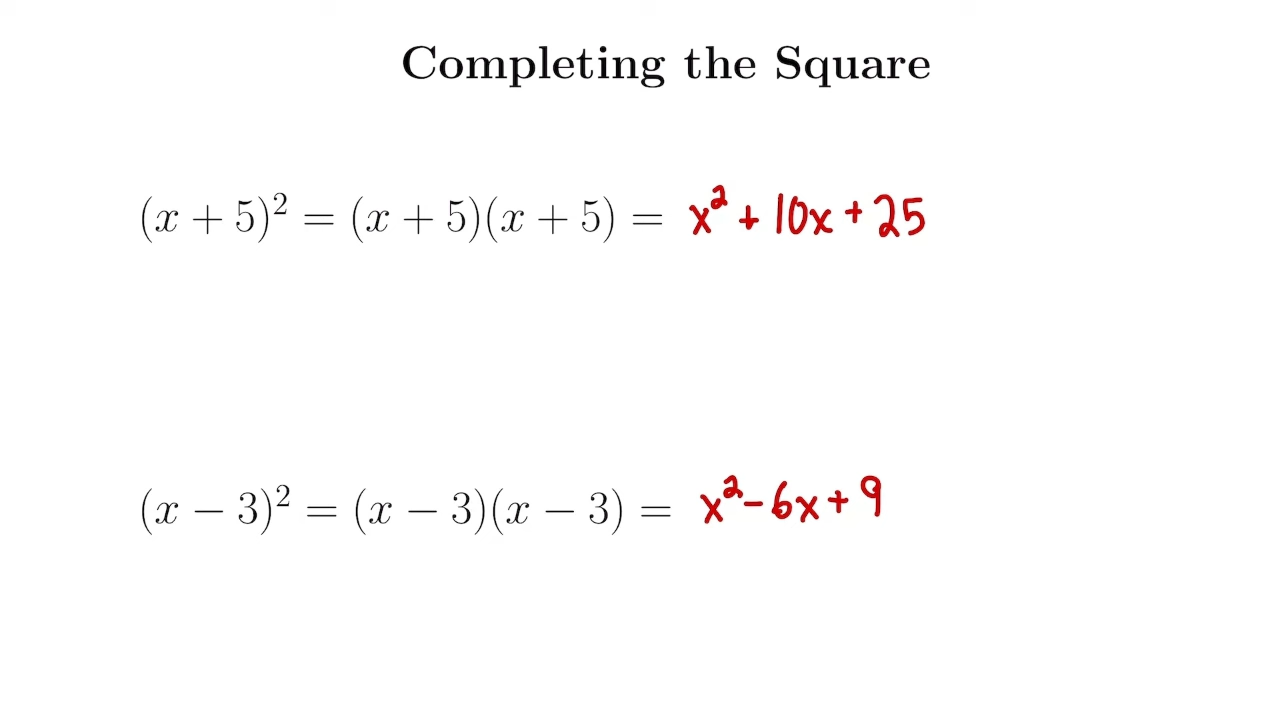 Completing the Square
(x + 5)² = (x + 5)(x + 5) = x² + 10x + 25
(x − 3)² = (x − 3)(x − 3) = x² - 6x + 9